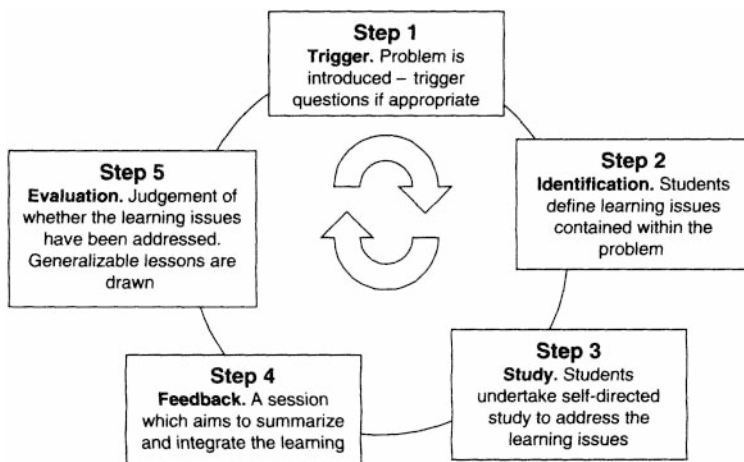 Step 1
Trigger. Problem is
introduced – trigger
questions if appropriate
Step 2
Identification. Students
define learning issues
contained within the
problem
Step 3
Study. Students
undertake self-directed
study to address the
learning issues
Step 4
Feedback. A session
which aims to summarize
and integrate the learning
Step 5
Evaluation. Judgement of
whether the learning issues
have been addressed.
Generalizable lessons are
drawn